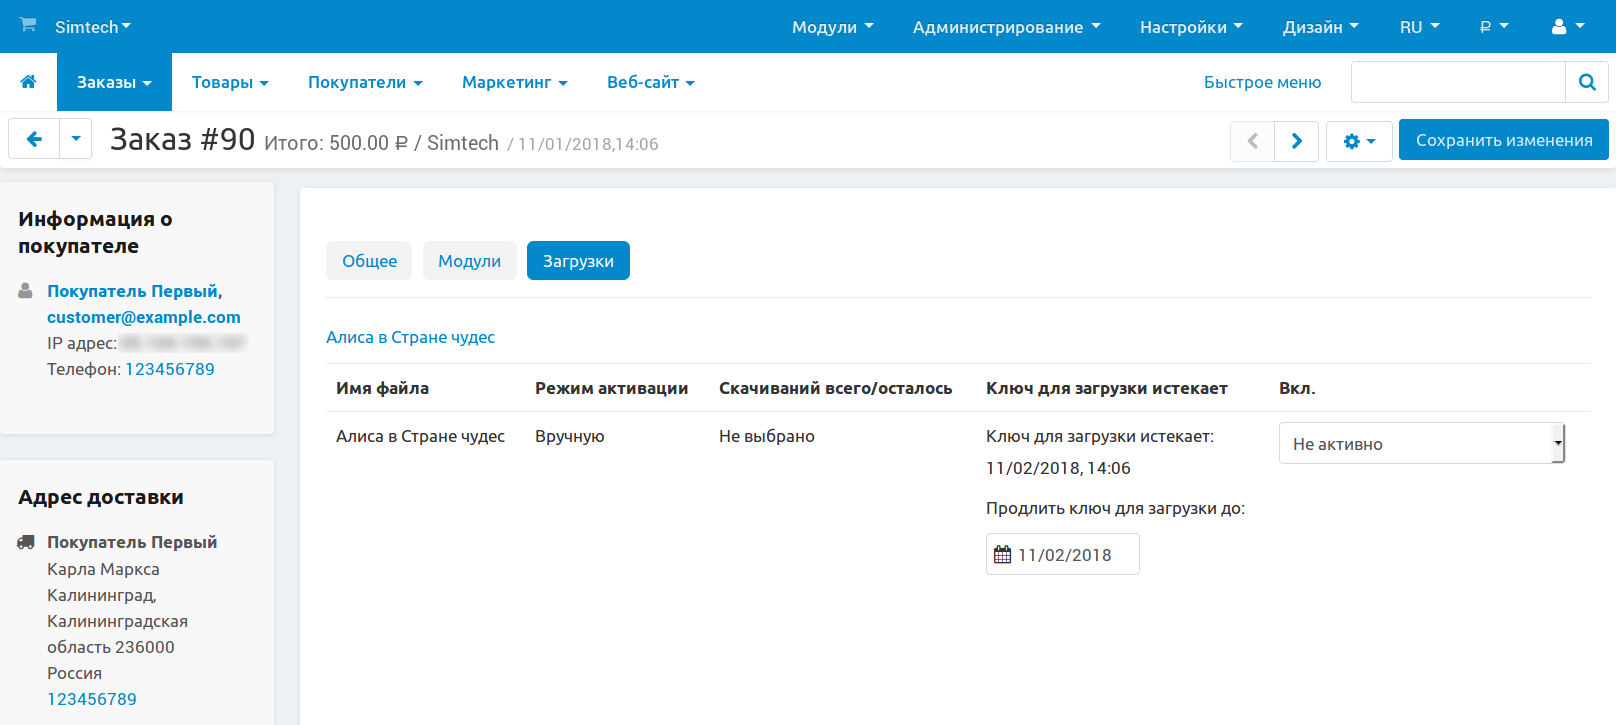 Simtech
Модули
Администрирование
Настройки
Дизайн
RU
₽
Заказы
Товары
Покупатели
Маркетинг
Веб-сайт
Быстрое меню
Заказ #90 Итого: 500.00 ₽ / Simtech / 11/01/2018,14:06
Сохранить изменения
Информация о
покупателе
Покупатель Первый,
customer@example.com
IP адрес:
Телефон: 123456789
Адрес доставки
Покупатель Первый
Карла Маркса
Калининград,
Калининградская
область 236000
Россия
123456789
Общее
Модули
Загрузки
Алиса в Стране чудес
Имя файла
Режим активации
Скачиваний всего/осталось
Ключ для загрузки истекает
Вкл.
Алиса в Стране чудес
Вручную
Не выбрано
Ключ для загрузки истекает:
11/02/2018, 14:06
Продлить ключ для загрузки до:
11/02/2018
Не активно